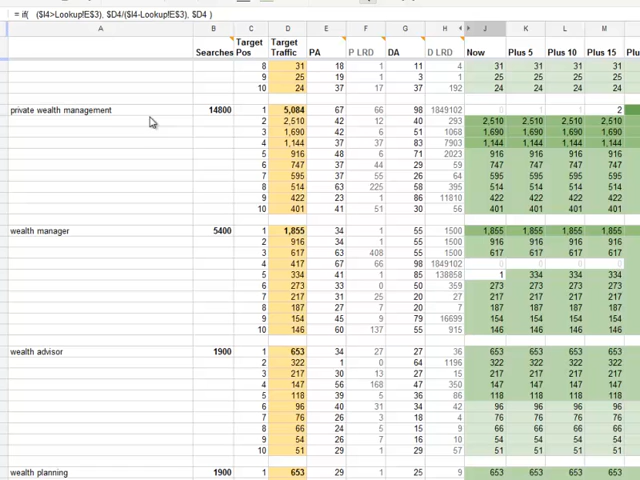 = if( ($I4>Lookup!E$3), $D4/($I4-Lookup!E$3), $D4 )
A B C D E F G H J K L M
Searches Target Pos Target Traffic PA P LRD DA D LRD Now Plus 5 Plus 10 Plus 15
8 31 18 1 11 4 31 31 31 31
9 25 19 1 3 1 25 25 25 25
10 24 37 17 37 192 24 24 24 24
private wealth management 14800 1 5,084 67 66 98 1849102 0 1 1 2
2 2,510 42 12 40 293 2,510 2,510 2,510 2,510
3 1,690 42 6 51 1068 1,690 1,690 1,690 1,690
4 1,144 37 37 83 7903 1,144 1,144 1,144 1,144
5 916 48 6 71 2023 916 916 916 916
6 747 37 44 29 59 747 747 747 747
7 595 37 55 26 64 595 595 595 595
8 514 63 225 58 395 514 514 514 514
9 422 23 1 86 11810 422 422 422 422
10 401 41 51 30 56 401 401 401 401
wealth manager 5400 1 1,855 34 1 55 1500 1,855 1,855 1,855 1,855
2 916 34 1 55 1500 916 916 916 916
3 617 63 408 55 1500 617 617 617 617
4 417 67 66 98 1849102 0 0 0 0
5 334 41 1 85 138858 1 334 334 334
6 273 33 0 50 359 273 273 273 273
7 217 31 25 20 27 217 217 217 217
8 187 27 7 20 7 187 187 187 187
9 154 45 9 79 16699 154 154 154 154
10 146 60 137 55 915 146 146 146 146
wealth advisor 1900 1 653 34 27 27 36 653 653 653 653
2 322 1 0 64 1196 322 322 322 322
3 217 30 13 27 15 217 217 217 217
4 147 56 168 47 350 147 147 147 147
5 118 39 5 36 86 118 118 118 118
6 96 40 31 34 42 96 96 96 96
7 76 26 3 18 4 76 76 76 76
8 66 24 5 15 6 66 66 66 66
9 54 26 7 16 10 54 54 54 54
10 51 29 1 29 57 51 51 51 51
wealth planning 1900 1 653 29 1 25 9 653 653 653 653